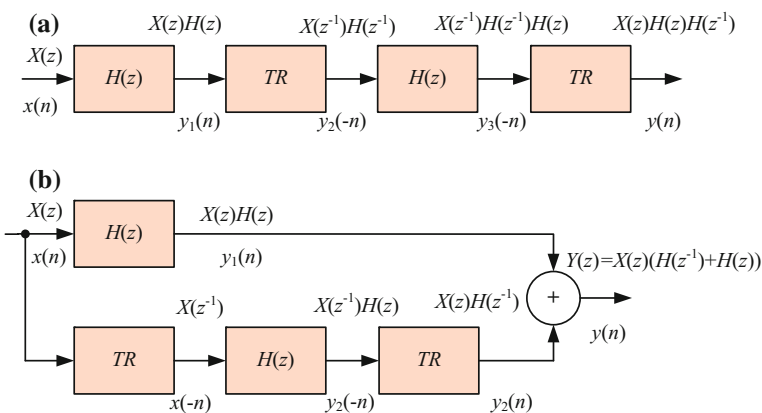 (a)
X(z)H(z) X(z⁻¹)H(z⁻¹) X(z⁻¹)H(z⁻¹)H(z) X(z)H(z)H(z⁻¹)
X(z) H(z) TR H(z) TR
x(n) y₁(n) y₂(-n) y₃(-n) y(n)
(b)
X(z) H(z) X(z)H(z)
x(n) y₁(n)
Y(z)=X(z)(H(z⁻¹)+H(z))
X(z⁻¹) X(z⁻¹)H(z) X(z)H(z⁻¹) +
y(n)
TR H(z) TR
x(-n) y₂(-n) y₂(n)